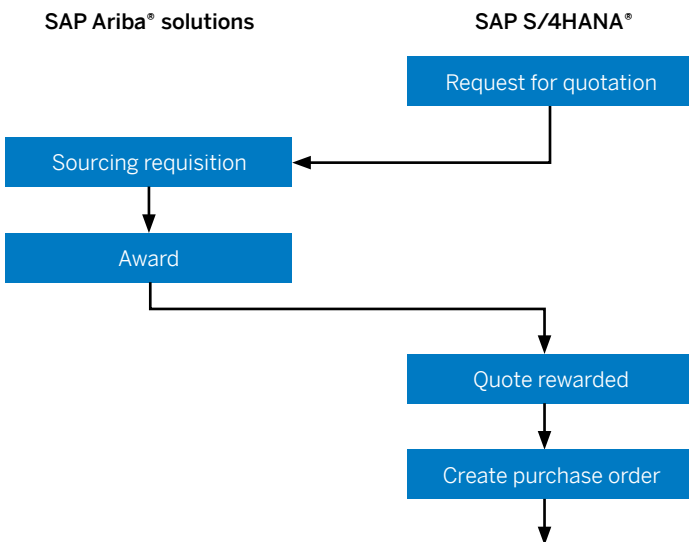 SAP Ariba® solutions
SAP S/4HANA®
Request for quotation
Sourcing requisition
Award
Quote rewarded
Create purchase order